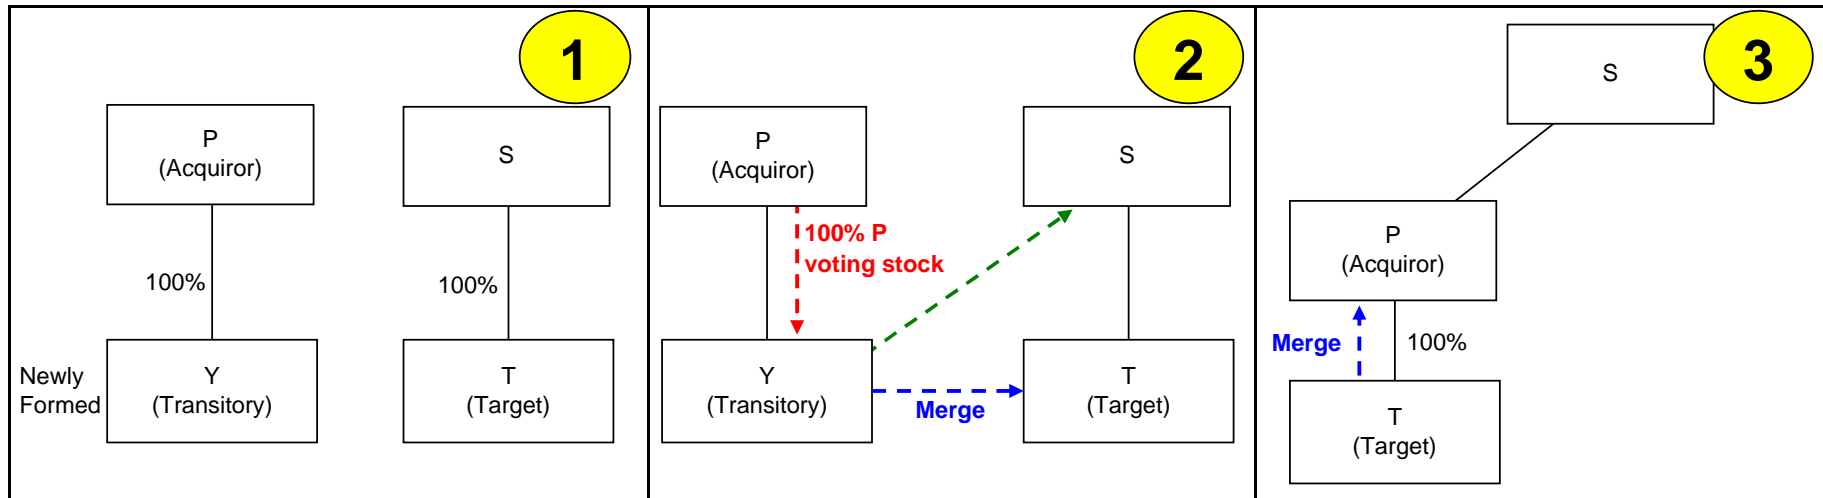 1
P
(Acquiror)
S
100%
100%
Newly
Formed
Y
(Transitory)
T
(Target)
2
P
(Acquiror)
S
100% P
voting stock
Y
(Transitory)
Merge
T
(Target)
3
S
P
(Acquiror)
Merge
100%
T
(Target)